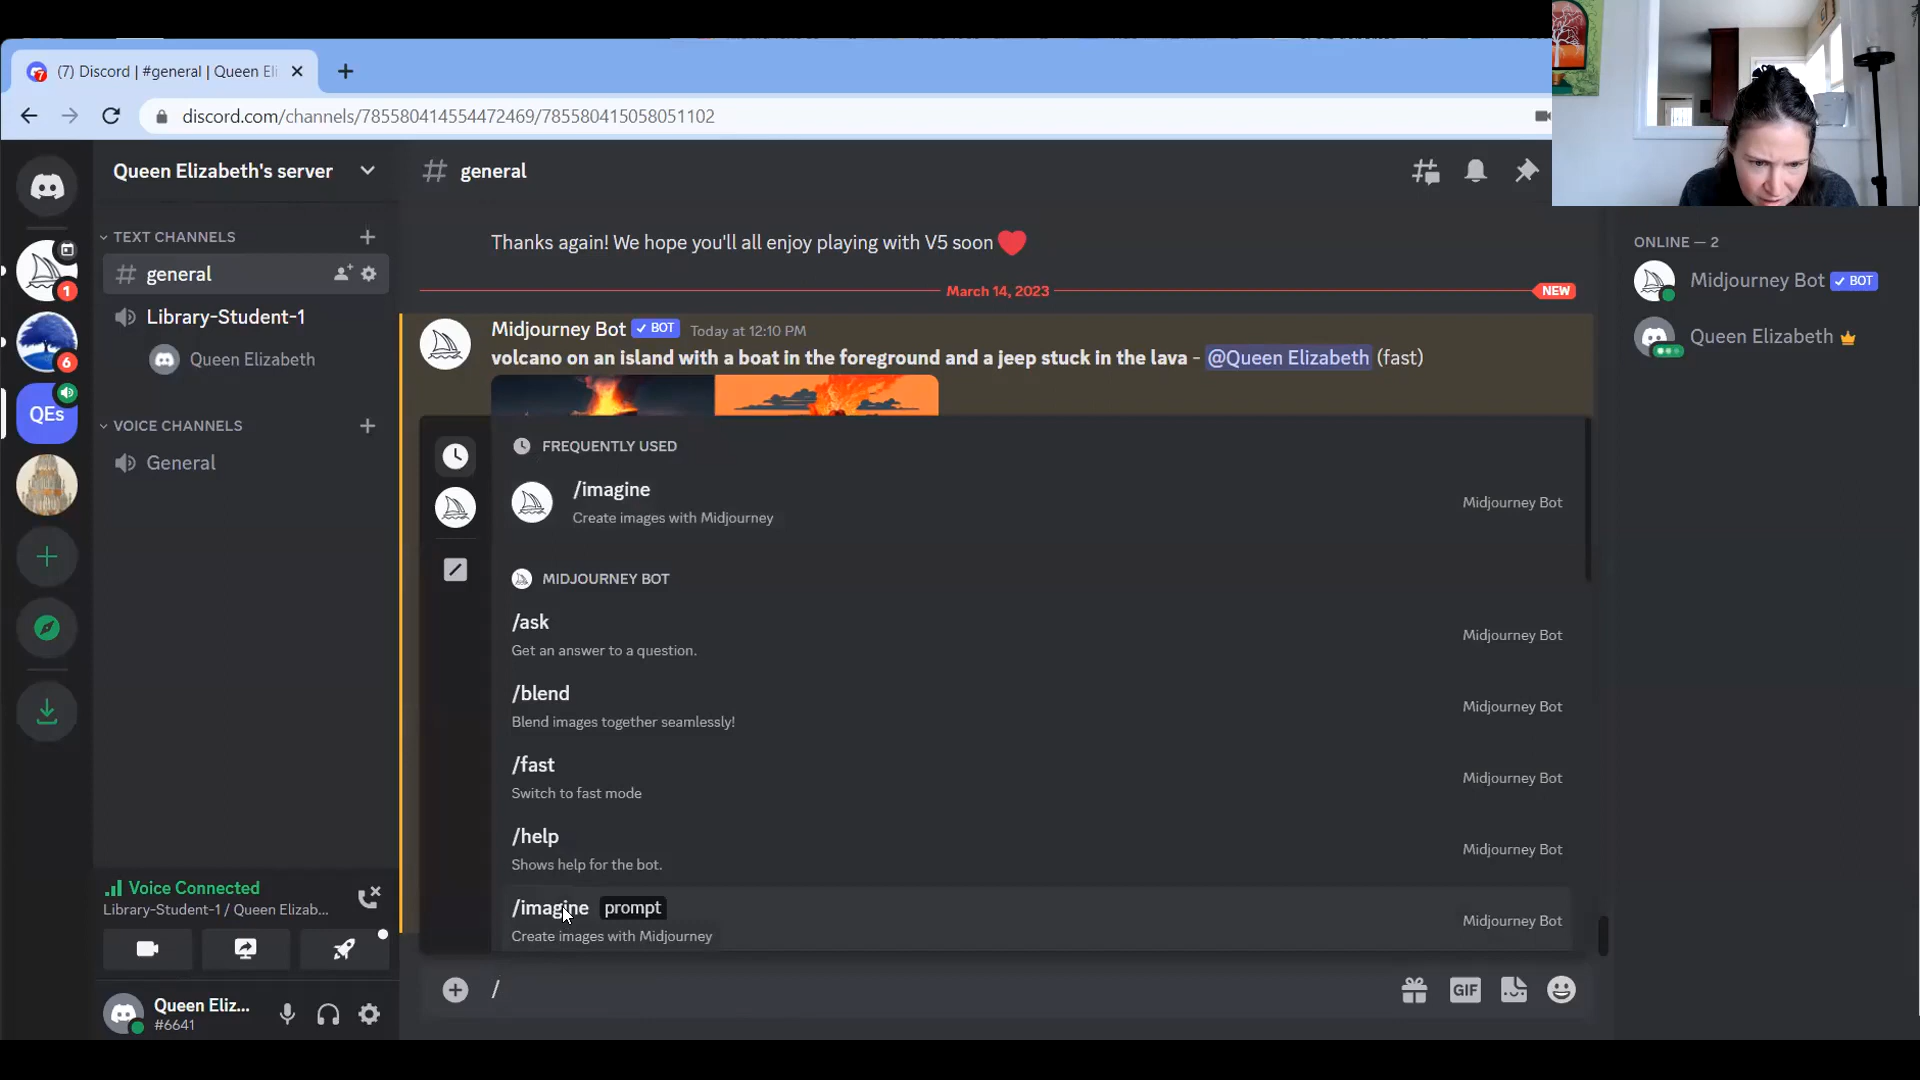 (7) Discord | #general | Queen Eli
discord.com/channels/785580414554472469/785580415058051102
Queen Elizabeth's server
general
TEXT CHANNELS
general
Library-Student-1
Queen Elizabeth
VOICE CHANNELS
General
1
6
QEs
Thanks again! We hope you'll all enjoy playing with V5 soon
March 14, 2023
NEW
Midjourney Bot ✓ BOT Today at 12:10 PM
volcano on an island with a boat in the foreground and a jeep stuck in the lava - @Queen Elizabeth (fast)
FREQUENTLY USED
/imagine
Create images with Midjourney
Midjourney Bot
MIDJOURNEY BOT
/ask
Get an answer to a question.
Midjourney Bot
/blend
Blend images together seamlessly!
Midjourney Bot
/fast
Switch to fast mode
Midjourney Bot
/help
Shows help for the bot.
Midjourney Bot
/imagine prompt
Create images with Midjourney
Midjourney Bot
/
GIF
ONLINE — 2
Midjourney Bot ✓ BOT
Queen Elizabeth
Voice Connected
Library-Student-1 / Queen Elizab...
Queen Eliz...
#6641